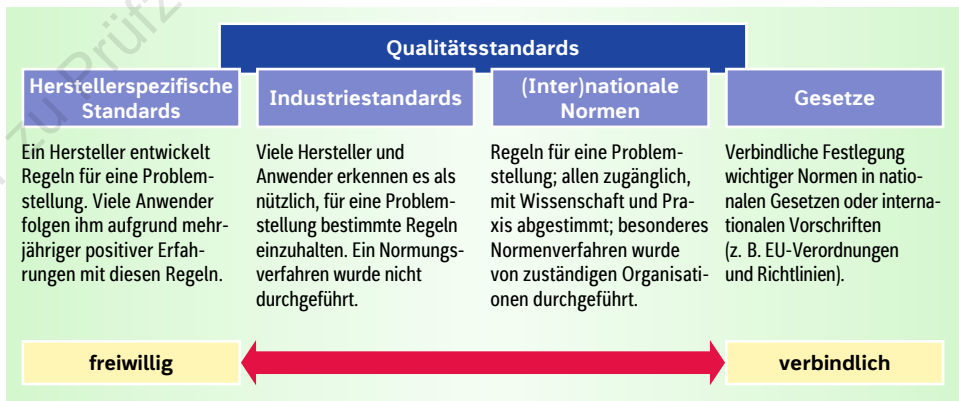 zu Prüfz
Qualitätsstandards
Herstellerspezifische
Standards
Industriestandards
(Inter)nationale
Normen
Gesetze
Ein Hersteller entwickelt
Regeln für eine Problem-
stellung. Viele Anwender
folgen ihm aufgrund mehr-
jähriger positiver Erfah-
rungen mit diesen Regeln.
Viele Hersteller und
Anwender erkennen es als
nützlich, für eine Problem-
stellung bestimmte Regeln
einzuhalten. Ein Normungs-
verfahren wurde nicht
durchgeführt.
Regeln für eine Problem-
stellung; allen zugänglich,
mit Wissenschaft und Pra-
xis abgestimmt; besonderes
Normenverfahren wurde
von zuständigen Organisati-
onen durchgeführt.
Verbindliche Festlegung
wichtiger Normen in natio-
nalen Gesetzen oder interna-
tionalen Vorschriften
(z. B. EU-Verordnungen
und Richtlinien).
freiwillig
verbindlich